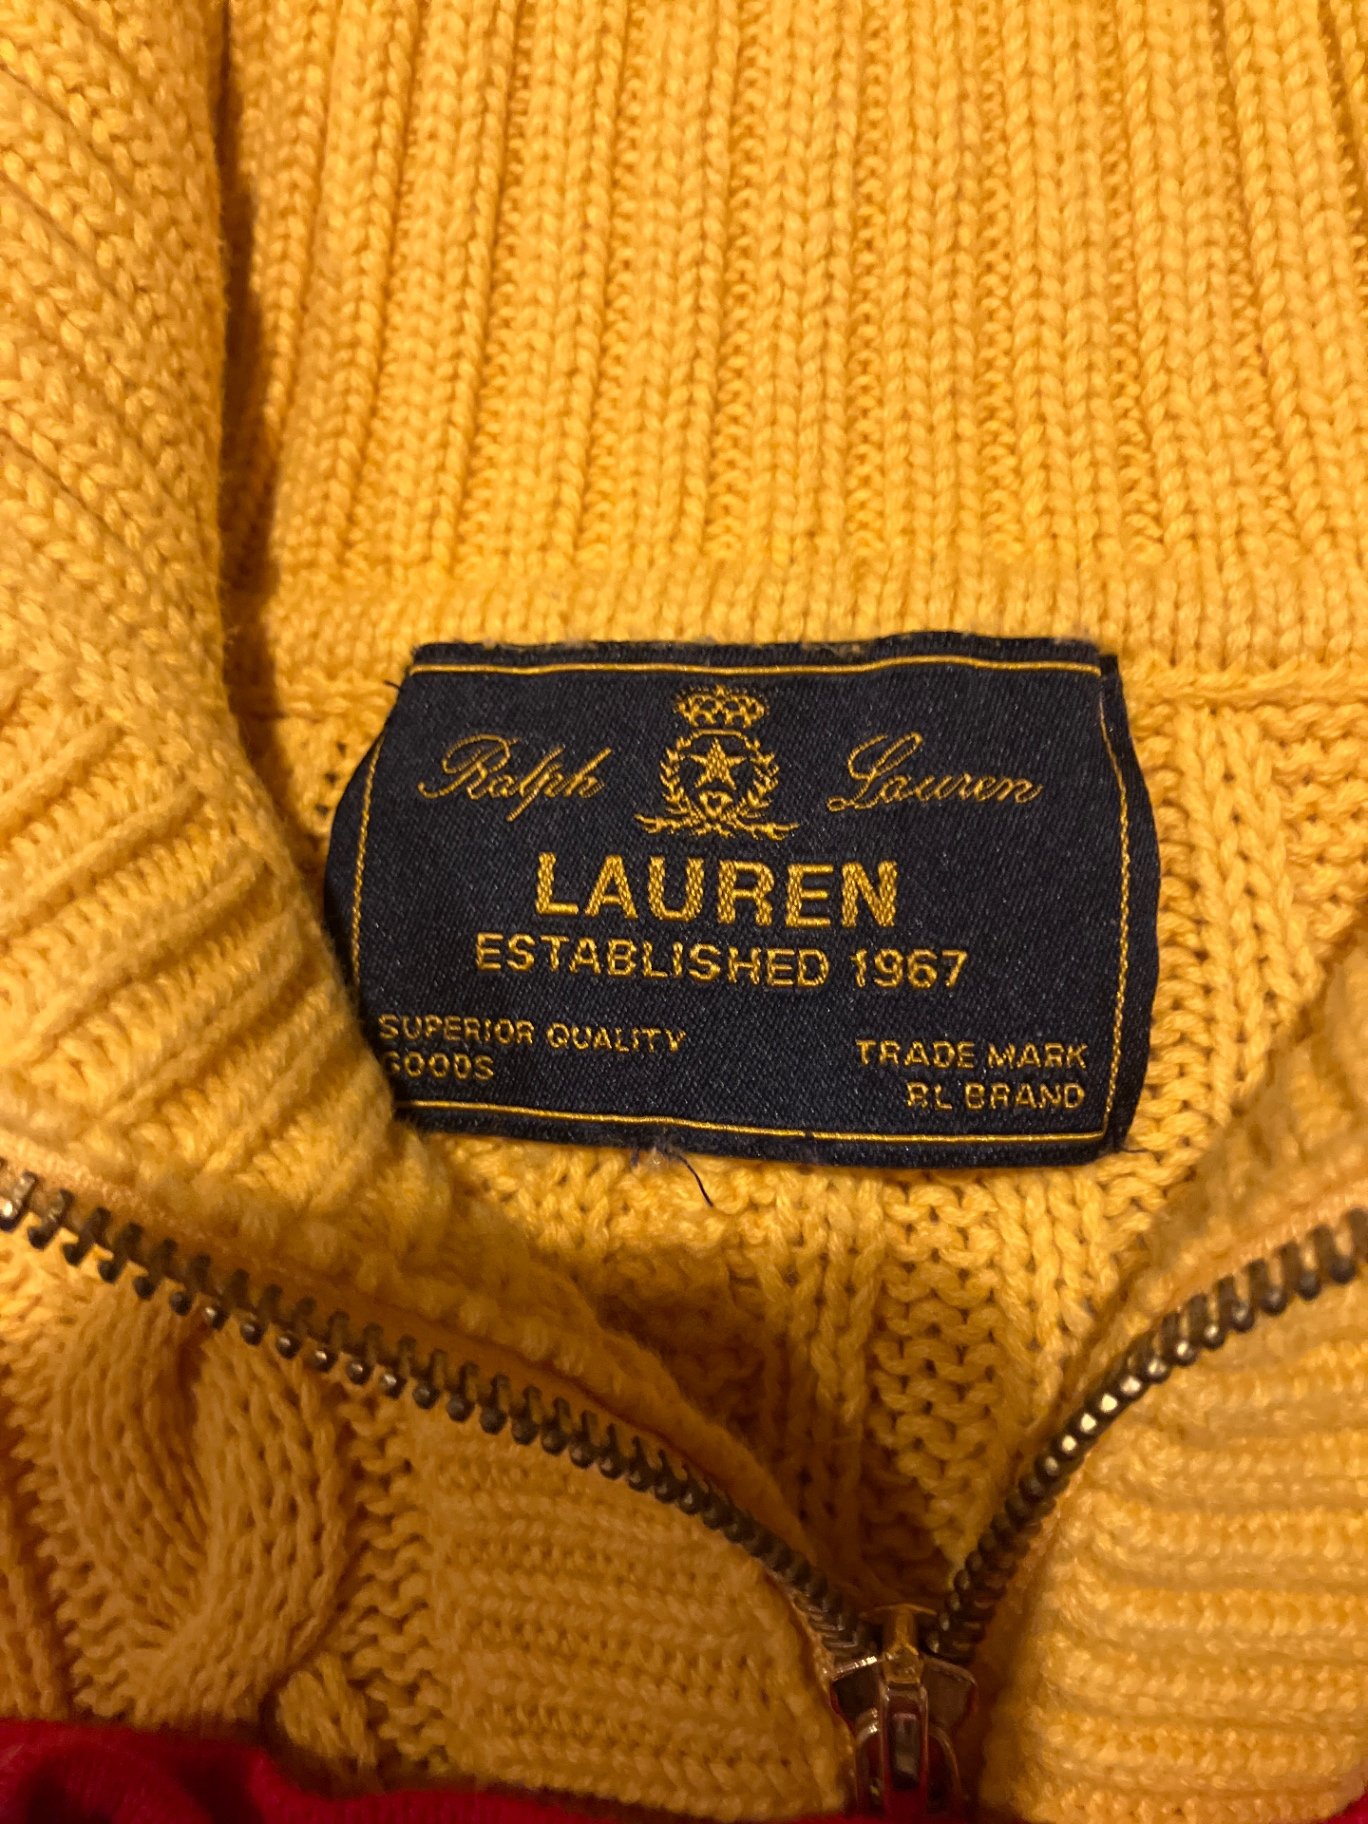 Ralph Lauren
LAUREN
ESTABLISHED 1967
SUPERIOR QUALITY
GOODS
TRADE MARK
RL BRAND